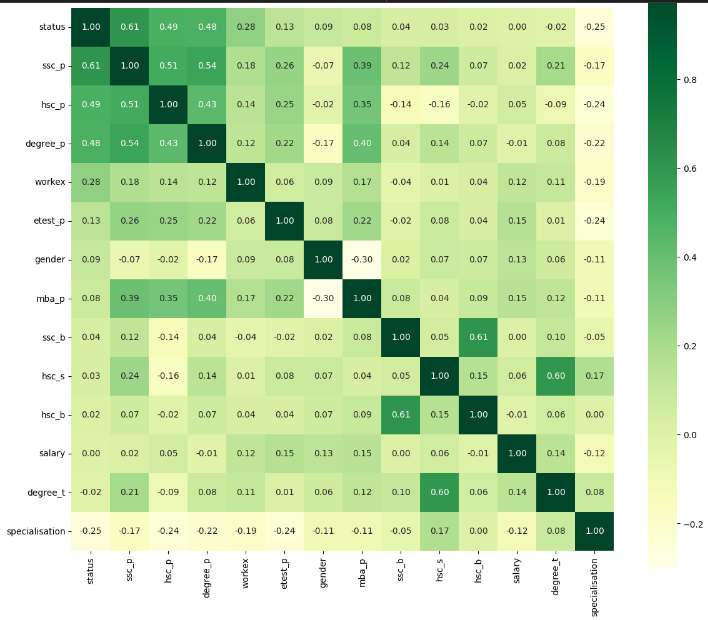 status 1.00 0.61 0.49 0.48 0.28 0.13 0.09 0.08 0.04 0.03 0.02 0.00 -0.02 -0.25
ssc_p 0.61 1.00 0.51 0.54 0.18 0.26 -0.07 0.39 0.12 0.24 0.07 0.02 0.21 -0.17
hsc_p 0.49 0.51 1.00 0.43 0.14 0.25 -0.02 0.35 -0.14 -0.16 -0.02 0.05 -0.09 -0.24
degree_p 0.48 0.54 0.43 1.00 0.12 0.22 -0.17 0.40 0.04 0.14 0.07 -0.01 0.08 -0.22
workex 0.28 0.18 0.14 0.12 1.00 0.06 0.09 0.17 -0.04 0.01 0.04 0.12 0.11 -0.19
etest_p 0.13 0.26 0.25 0.22 0.06 1.00 0.08 0.22 -0.02 0.08 0.04 0.15 0.01 -0.24
gender 0.09 -0.07 -0.02 -0.17 0.09 0.08 1.00 -0.30 0.02 0.07 0.07 0.13 0.06 -0.11
mba_p 0.08 0.39 0.35 0.40 0.17 0.22 -0.30 1.00 0.08 0.04 0.09 0.15 0.12 -0.11
ssc_b 0.04 0.12 -0.14 0.04 -0.04 -0.02 0.02 0.08 1.00 0.05 0.61 0.00 0.10 -0.05
hsc_s 0.03 0.24 -0.16 0.14 0.01 0.08 0.07 0.04 0.05 1.00 0.15 0.06 0.60 0.17
hsc_b 0.02 0.07 -0.02 0.07 0.04 0.04 0.07 0.09 0.61 0.15 1.00 -0.01 0.06 0.00
salary 0.00 0.02 0.05 -0.01 0.12 0.15 0.13 0.15 0.00 0.06 -0.01 1.00 0.14 -0.12
degree_t -0.02 0.21 -0.09 0.08 0.11 0.01 0.06 0.12 0.10 0.60 0.06 0.14 1.00 0.08
specialisation -0.25 -0.17 -0.24 -0.22 -0.19 -0.24 -0.11 -0.11 -0.05 0.17 0.00 -0.12 0.08 1.00
status ssc_p hsc_p degree_p workex etest_p gender mba_p ssc_b hsc_s hsc_b salary degree_t specialisation
0.8
0.6
0.4
0.2
0.0
−0.2